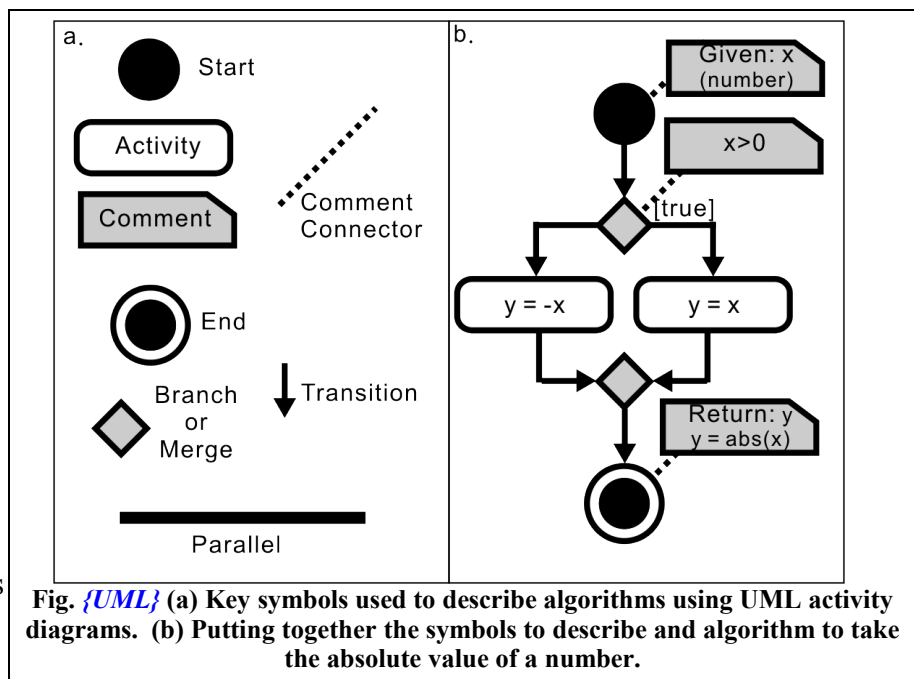 a.
Start
Activity
Comment
Comment
Connector
End
Transition
Branch
or
Merge
Parallel
b.
Given: x
(number)
x>0
[true]
y = -x
y = x
Return: y
y = abs(x)
s
Fig. {UML} (a) Key symbols used to describe algorithms using UML activity
diagrams. (b) Putting together the symbols to describe and algorithm to take
the absolute value of a number.